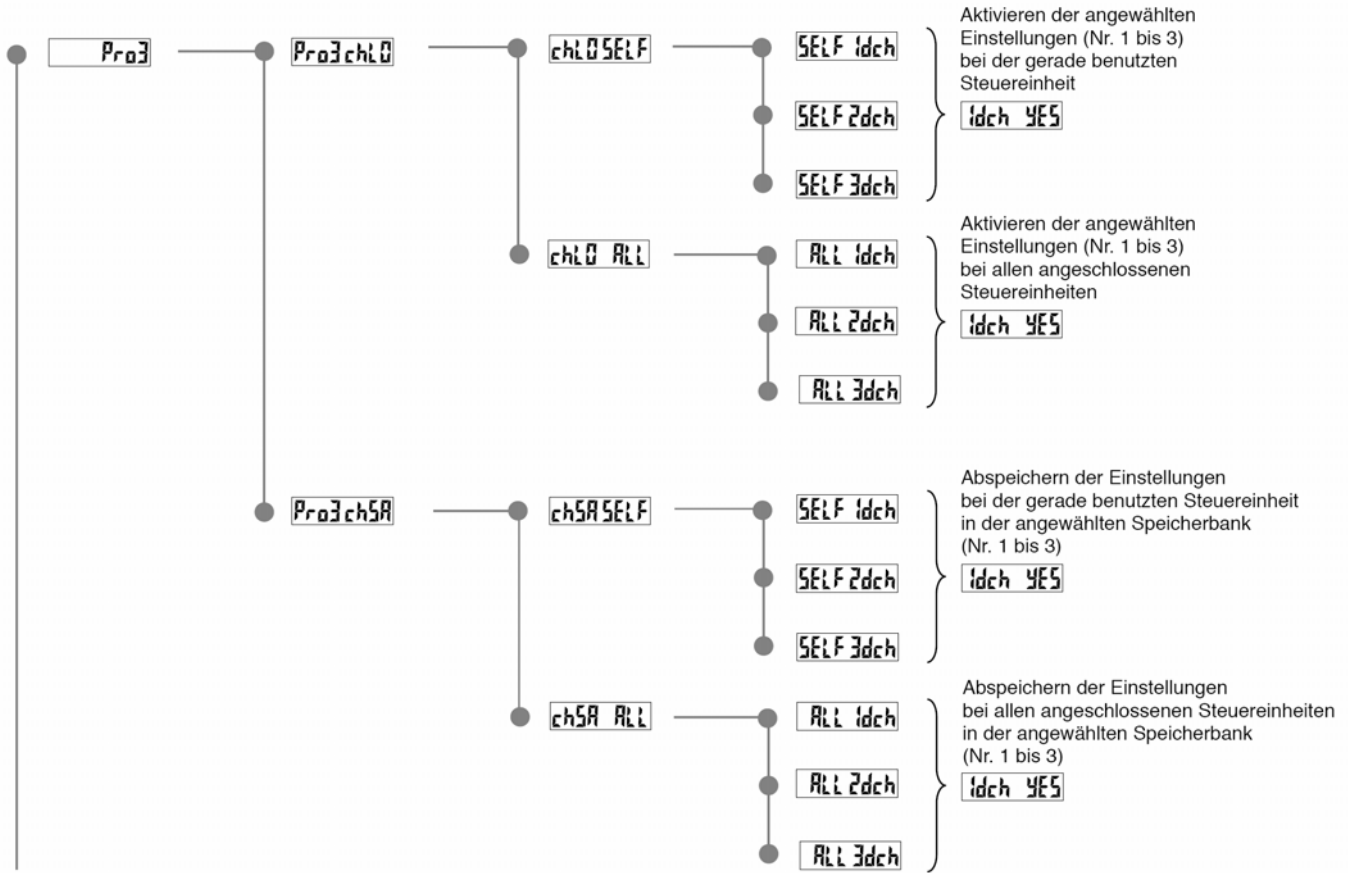 Pro3
Pro3chLO
chLOSELF
SELF 1dch
SELF 2dch
SELF 3dch
Aktivieren der angewählten
Einstellungen (Nr. 1 bis 3)
bei der gerade benutzten
Steuereinheit
1dch YES
chLO ALL
ALL 1dch
ALL 2dch
ALL 3dch
Aktivieren der angewählten
Einstellungen (Nr. 1 bis 3)
bei allen angeschlossenen
Steuereinheiten
1dch YES
Pro3chSA
chSASELF
SELF 1dch
SELF 2dch
SELF 3dch
Abspeichern der Einstellungen
bei der gerade benutzten Steuereinheit
in der angewählten Speicherbank
(Nr. 1 bis 3)
1dch YES
chSA ALL
ALL 1dch
ALL 2dch
ALL 3dch
Abspeichern der Einstellungen
bei allen angeschlossenen Steuereinheiten
in der angewählten Speicherbank
(Nr. 1 bis 3)
1dch YES